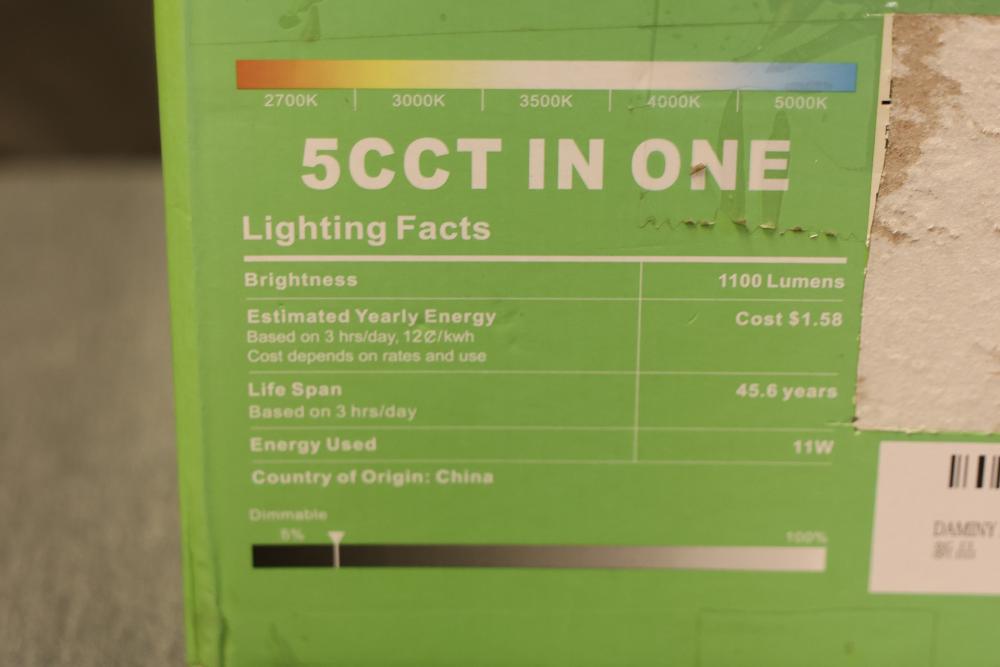 2700K | 3000K | 3500K | 4000K | 5000K
5CCT IN ONE
Lighting Facts
Brightness 1100 Lumens
Estimated Yearly Energy Cost $1.58
Based on 3 hrs/day, 12₡/kwh
Cost depends on rates and use
Life Span 45.6 years
Based on 3 hrs/day
Energy Used 11W
Country of Origin: China
Dimmable
5% 100%
DAMINY